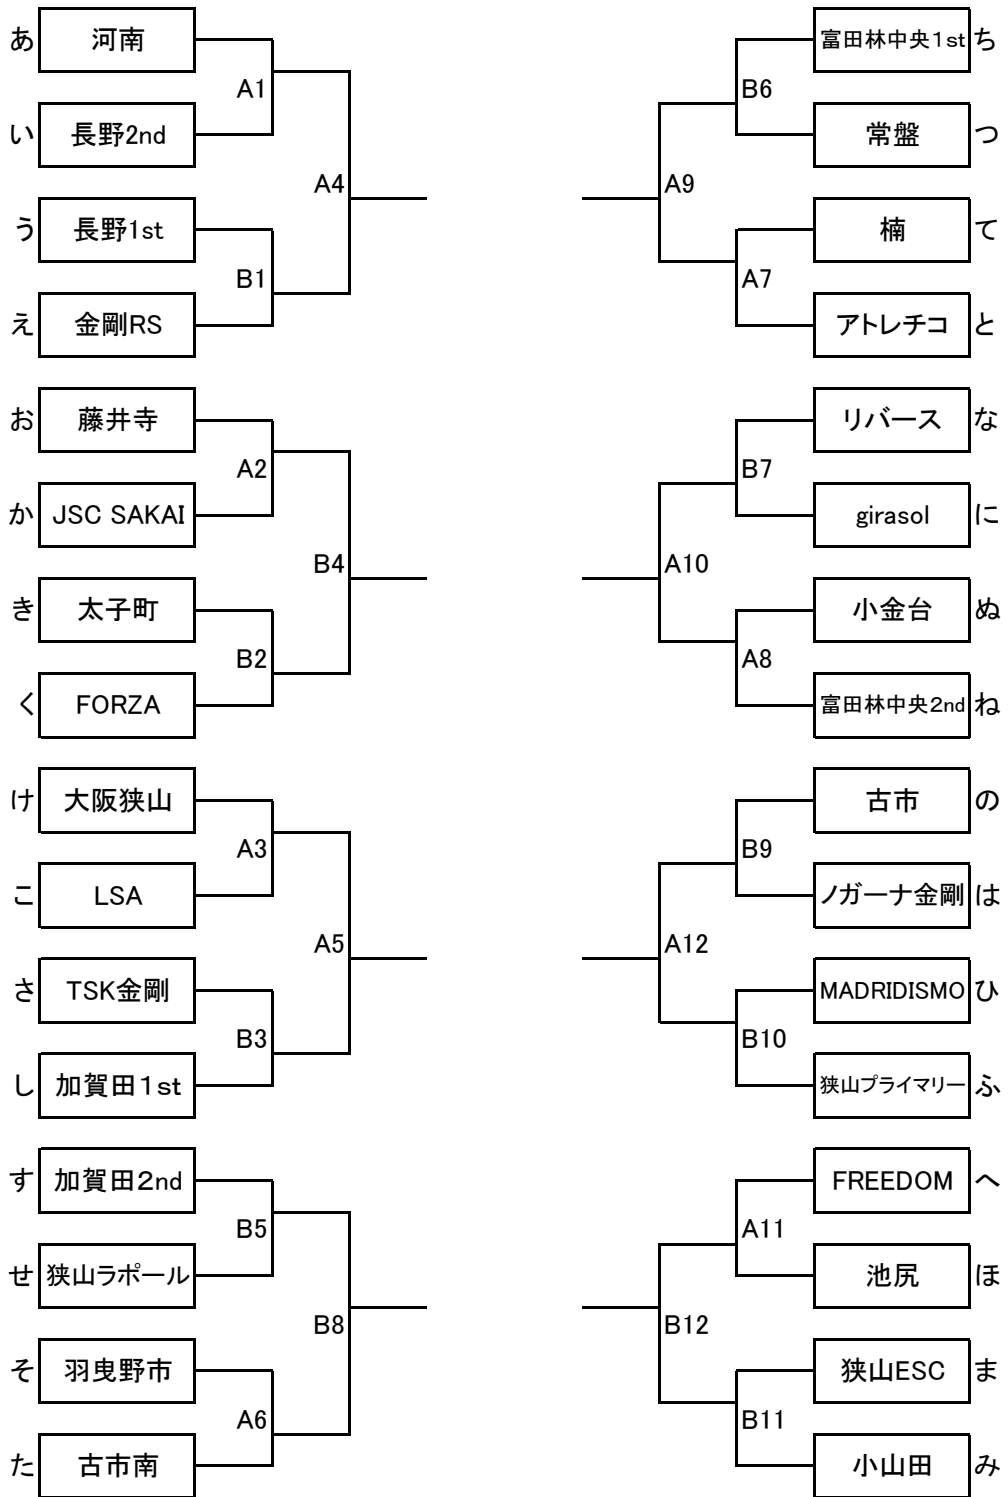 あ 河南
A1
い 長野2nd
A4
う 長野1st
B1
え 金剛RS
お 藤井寺
A2
か JSC SAKAI
B4
き 太子町
B2
く FORZA
け 大阪狭山
A3
こ LSA
A5
さ TSK金剛
B3
し 加賀田１st
す 加賀田２nd
B5
せ 狭山ラポール
B8
そ 羽曳野市
A6
た 古市南
富田林中央１st ち
B6
常盤 つ
A9
楠 て
A7
アトレチコ と
リバース な
B7
girasol に
A10
小金台 ぬ
A8
富田林中央２nd ね
古市 の
B9
ノガーナ金剛 は
A12
MADRIDISMO ひ
B10
狭山プライマリー ふ
FREEDOM へ
A11
池尻 ほ
B12
狭山ESC ま
B11
小山田 み